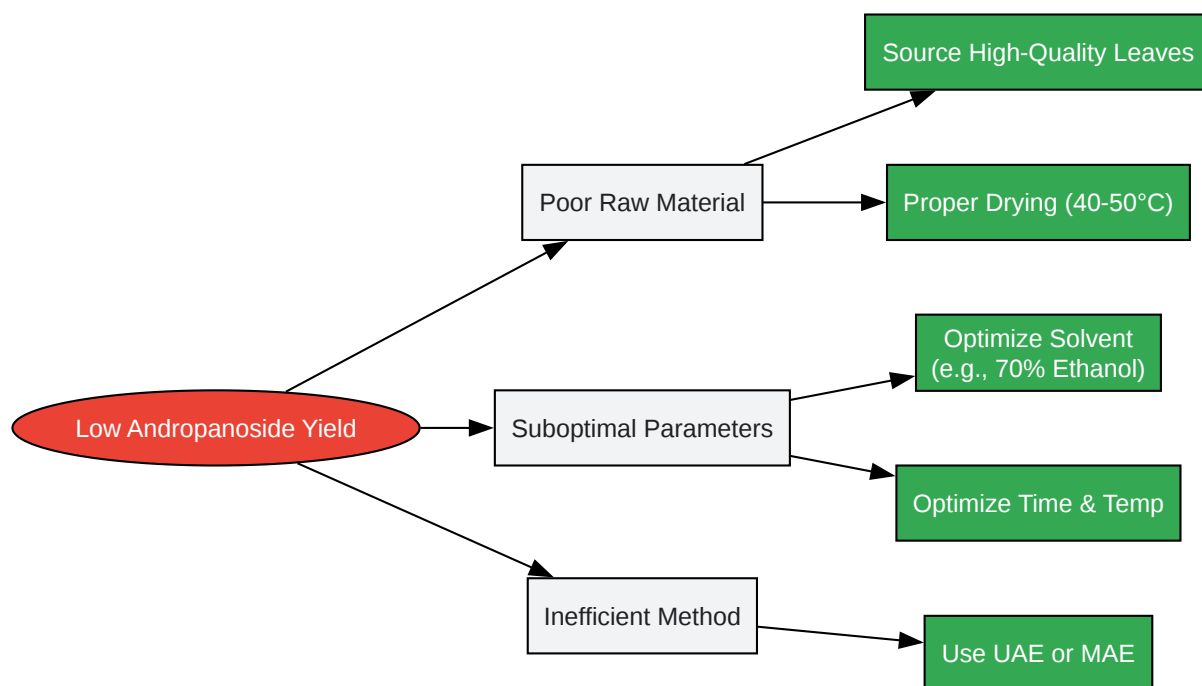 Source High-Quality Leaves
Poor Raw Material
Proper Drying (40-50°C)
Optimize Solvent
(e.g., 70% Ethanol)
Low Andropanoside Yield
Suboptimal Parameters
Optimize Time & Temp
Inefficient Method
Use UAE or MAE